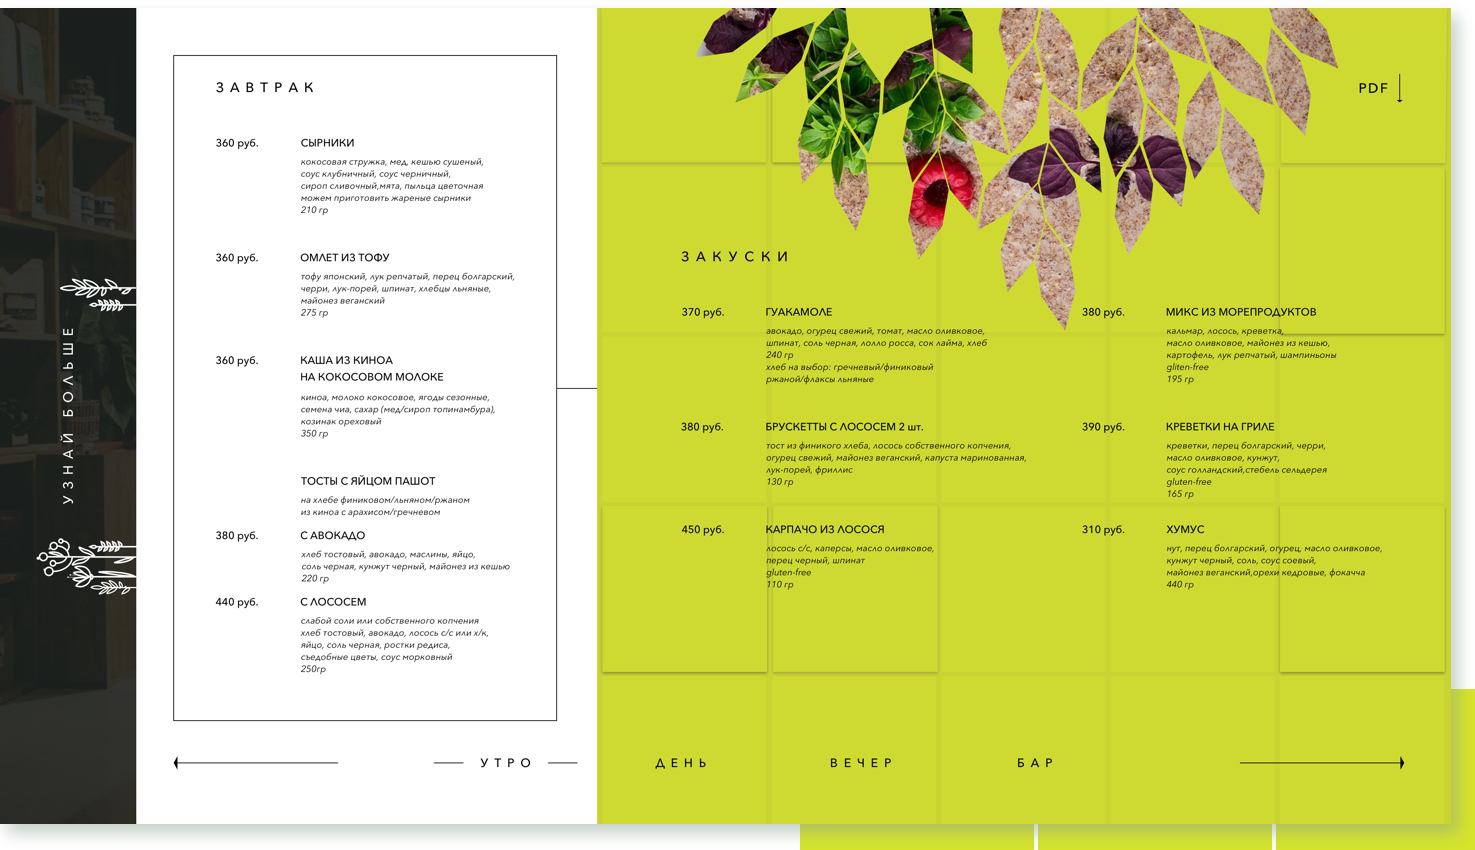 УЗНАЙ БОЛЬШЕ
ЗАВТРАК
360 руб.
СЫРНИКИ
кокосовая стружка, мед, кешью сушеный,
соус клубничный, соус черничный,
сироп сливочный,мята, пыльца цветочная
можем приготовить жареные сырники
210 гр
360 руб.
ОМЛЕТ ИЗ ТОФУ
тофу японский, лук репчатый, перец болгарский,
черри, лук-порей, шпинат, хлебцы льняные,
майонез веганский
275 гр
360 руб.
КАША ИЗ КИНОА
НА КОКОСОВОМ МОЛОКЕ
киноа, молоко кокосовое, ягоды сезонные,
семена чиа, сахар (мед/сироп топинамбура),
козинак ореховый
350 гр
ТОСТЫ С ЯЙЦОМ ПАШОТ
на хлебе финиковом/льняном/ржаном
из киноа с арахисом/гречневом
380 руб.
С АВОКАДО
хлеб тостовый, авокадо, маслины, яйцо,
соль черная, кунжут черный, майонез из кешью
220 гр
440 руб.
С ЛОСОСЕМ
слабой соли или собственного копчения
хлеб тостовый, авокадо, лосось с/с или х/к,
яйцо, соль черная, ростки редиса,
съедобные цветы, соус морковный
250гр
PDF
ЗАКУСКИ
370 руб.
ГУАКАМОЛЕ
авокадо, огурец свежий, томат, масло оливковое,
шпинат, соль черная, лолло росса, сок лайма, хлеб
240 гр
хлеб на выбор: гречневый/финиковый
ржаной/флаксы льняные
380 руб.
БРУСКЕТТЫ С ЛОСОСЕМ 2 шт.
тост из финикого хлеба, лосось собственного копчения,
огурец свежий, майонез веганский, капуста маринованная,
лук-порей, фриллис
130 гр
450 руб.
КАРПАЧО ИЗ ЛОСОСЯ
лосось с/с, каперсы, масло оливковое,
перец черный, шпинат
gluten-free
110 гр
380 руб.
МИКС ИЗ МОРЕПРОДУКТОВ
кальмар, лосось, креветка,
масло оливковое, майонез из кешью,
картофель, лук репчатый, шампиньоны
gliten-free
195 гр
390 руб.
КРЕВЕТКИ НА ГРИЛЕ
креветки, перец болгарский, черри,
масло оливковое, кунжут,
соус голландский,стебель сельдерея
gluten-free
165 гр
310 руб.
ХУМУС
нут, перец болгарский, огурец, масло оливковое,
кунжут черный, соль, соус соевый,
майонез веганский,орехи кедровые, фокачча
440 гр
УТРО
ДЕНЬ
ВЕЧЕР
БАР